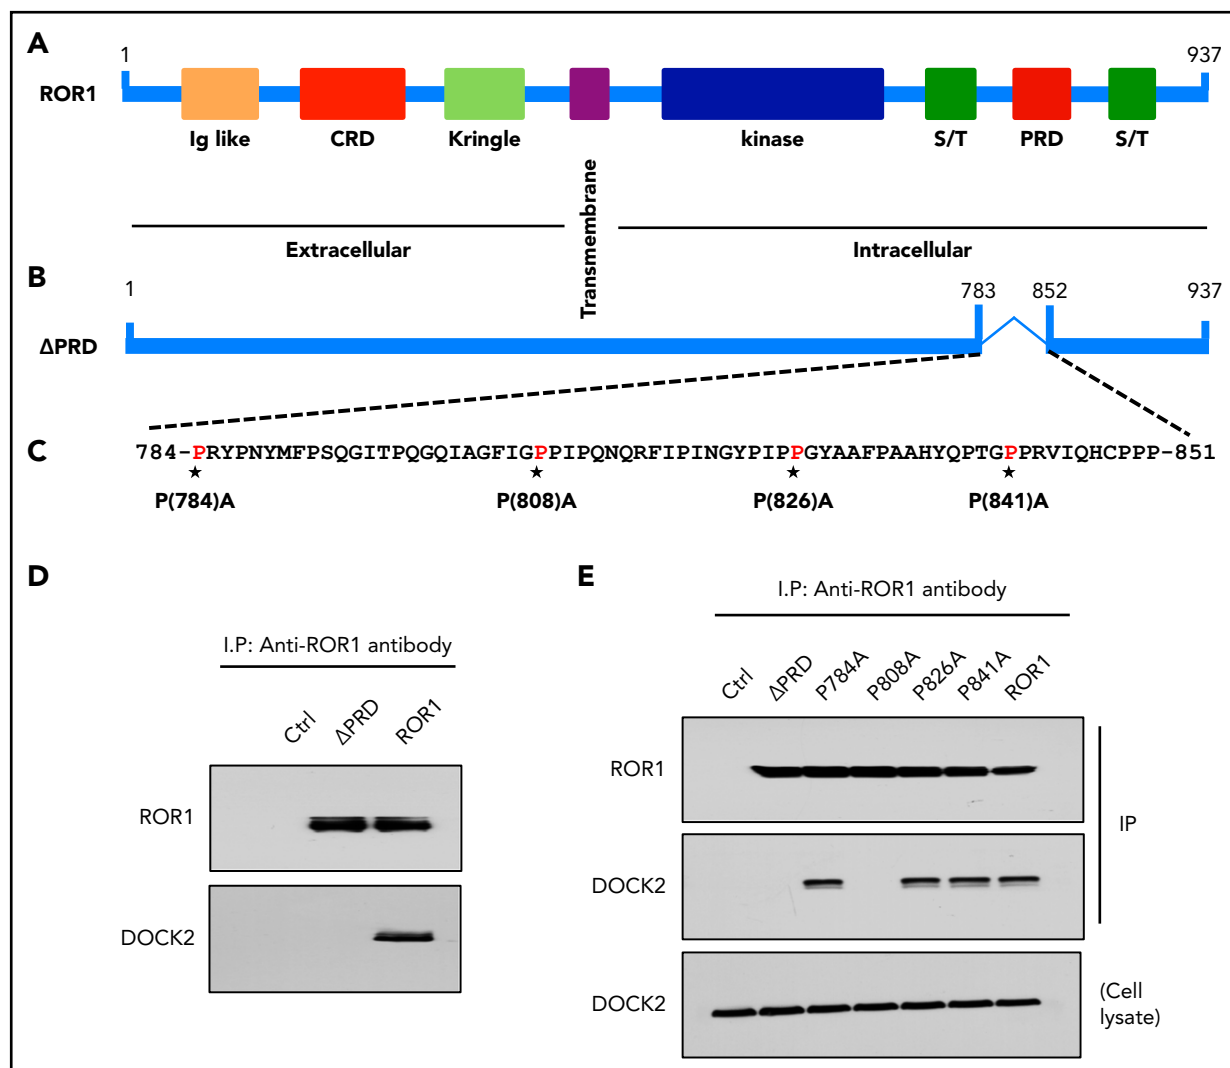 A
1
937
ROR1
Ig like
CRD
Kringle
kinase
S/T
PRD
S/T
Transmembrane
Extracellular
Intracellular
B
1
783
852
937
ΔPRD
C
784-PRYPNYMFPSQGITPQGQIAGFIGPPIPQNQRFIPINGYPIPPGYAAFPAAHYQPTGPPRVIQHCPPP-851
★ ★ ★ ★
P(784)A
P(808)A
P(826)A
P(841)A
D
I.P: Anti-ROR1 antibody
Ctrl
ΔPRD
ROR1
ROR1
DOCK2
E
I.P: Anti-ROR1 antibody
Ctrl
ΔPRD
P784A
P808A
P826A
P841A
ROR1
ROR1
DOCK2
IP
DOCK2
(Cell
lysate)